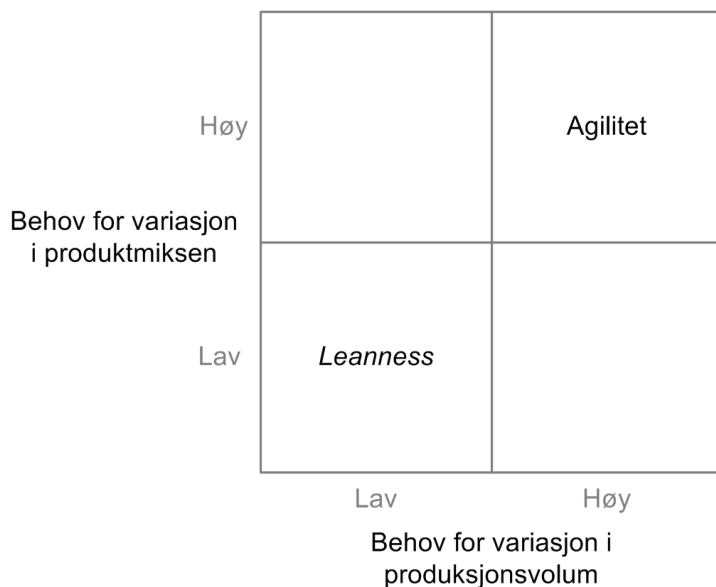 Høy
Agilitet
Behov for variasjon
i produktmiksen
Lav
Leanness
Lav
Høy
Behov for variasjon i
produksjonsvolum